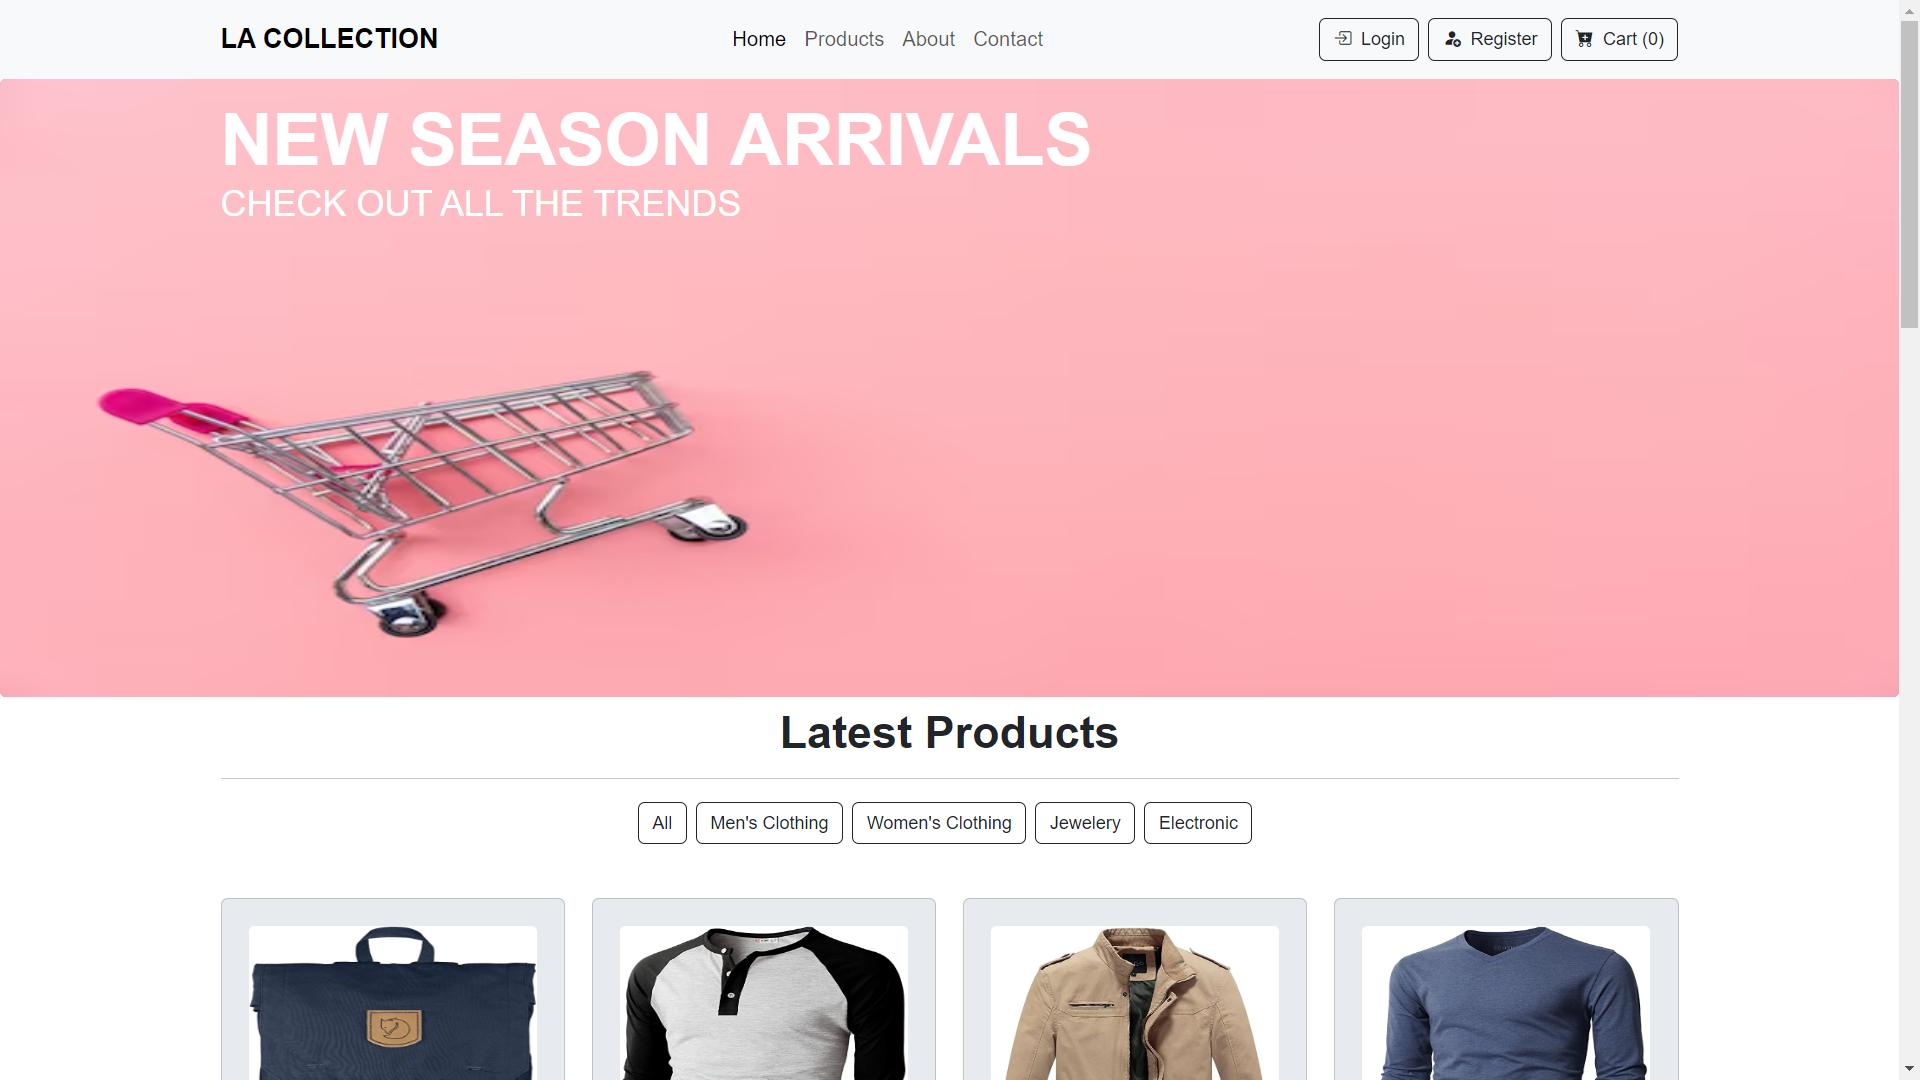 LA COLLECTION
Home Products About Contact
Login Register Cart (0)
NEW SEASON ARRIVALS
CHECK OUT ALL THE TRENDS
Latest Products
All Men's Clothing Women's Clothing Jewelery Electronic